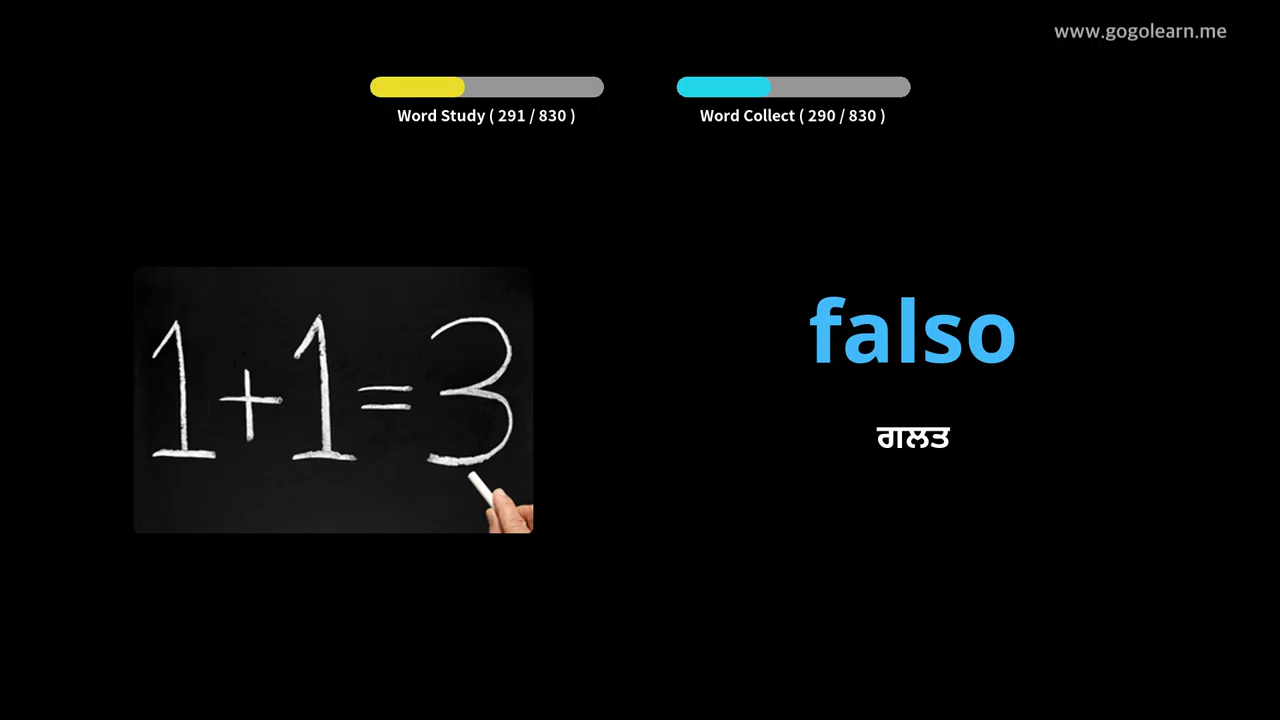 www.gogolearn.me
Word Study ( 291 / 830 )
Word Collect ( 290 / 830 )
1+1=3
falso
ਗਲਤ